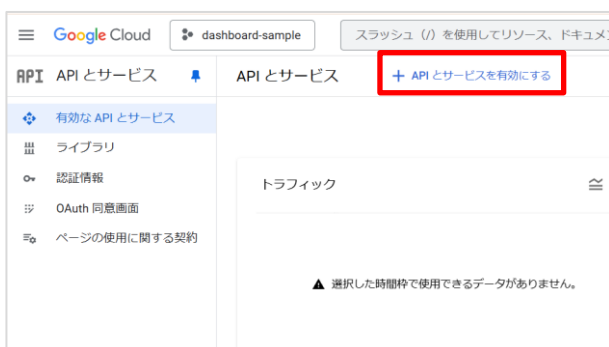 Google Cloud
dashboard-sample
スラッシュ（/）を使用してリソース、ドキュメ
API API とサービス
API とサービス
+ API とサービスを有効にする
有効な API とサービス
ライブラリ
認証情報
OAuth 同意画面
ページの使用に関する契約
トラフィック
選択した時間枠で使用できるデータがありません。